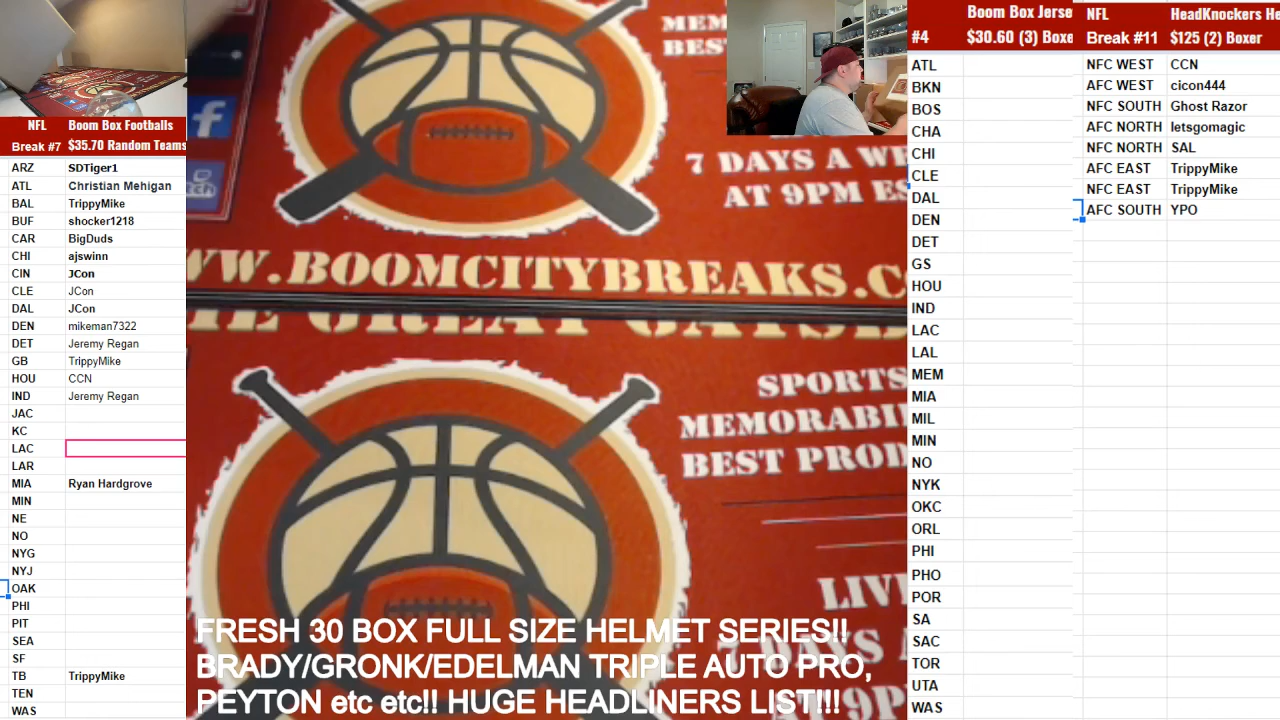 NFL Boom Box Footballs
Break #7 $35.70 Random Teams
ARZ SDTiger1
ATL Christian Mehigan
BAL TrippyMike
BUF shocker1218
CAR BigDuds
CHI ajswinn
CIN JCon
CLE JCon
DAL JCon
DEN mikeman7322
DET Jeremy Regan
GB TrippyMike
HOU CCN
IND Jeremy Regan
JAC
KC
LAC
LAR
MIA Ryan Hardgrove
MIN
NE
NO
NYG
NYJ
OAK
PHI
PIT
SEA
SF
TB TrippyMike
TEN
WAS
MEM
BEST
7 DAYS A WE
AT 9PM ES
WW.BOOMCITYBREAKS.C
SPORTS
MEMORABI
BEST PROD
LIV
7 DAYS A
9P
FRESH 30 BOX FULL SIZE HELMET SERIES!!
BRADY/GRONK/EDELMAN TRIPLE AUTO PRO,
PEYTON etc etc!! HUGE HEADLINERS LIST!!!
Boom Box Jerse
#4 $30.60 (3) Boxe
ATL
BKN
BOS
CHA
CHI
CLE
DAL
DEN
DET
GS
HOU
IND
LAC
LAL
MEM
MIA
MIL
MIN
NO
NYK
OKC
ORL
PHI
PHO
POR
SA
SAC
TOR
UTA
WAS
NFL HeadKnockers He
Break #11 $125 (2) Boxer
NFC WEST CCN
AFC WEST cicon444
NFC SOUTH Ghost Razor
AFC NORTH letsgomagic
NFC NORTH SAL
AFC EAST TrippyMike
NFC EAST TrippyMike
AFC SOUTH YPO